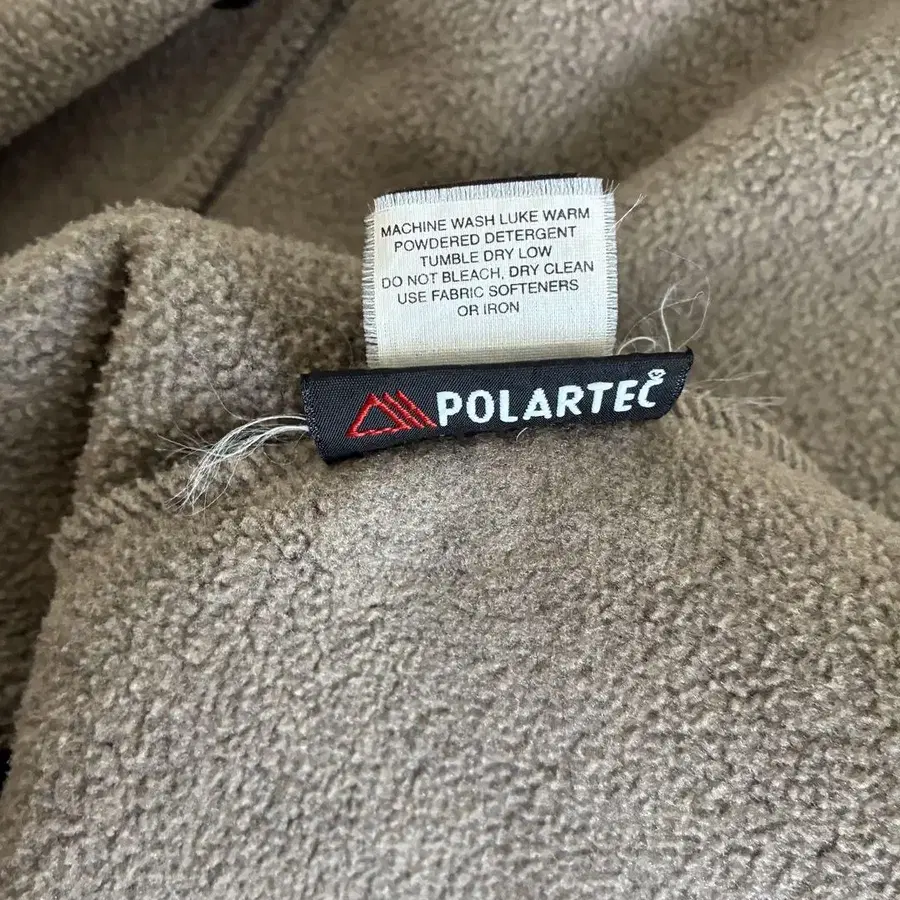 MACHINE WASH LUKE WARM
POWDERED DETERGENT
TUMBLE DRY LOW
DO NOT BLEACH, DRY CLEAN
USE FABRIC SOFTENERS
OR IRON
POLARTEC